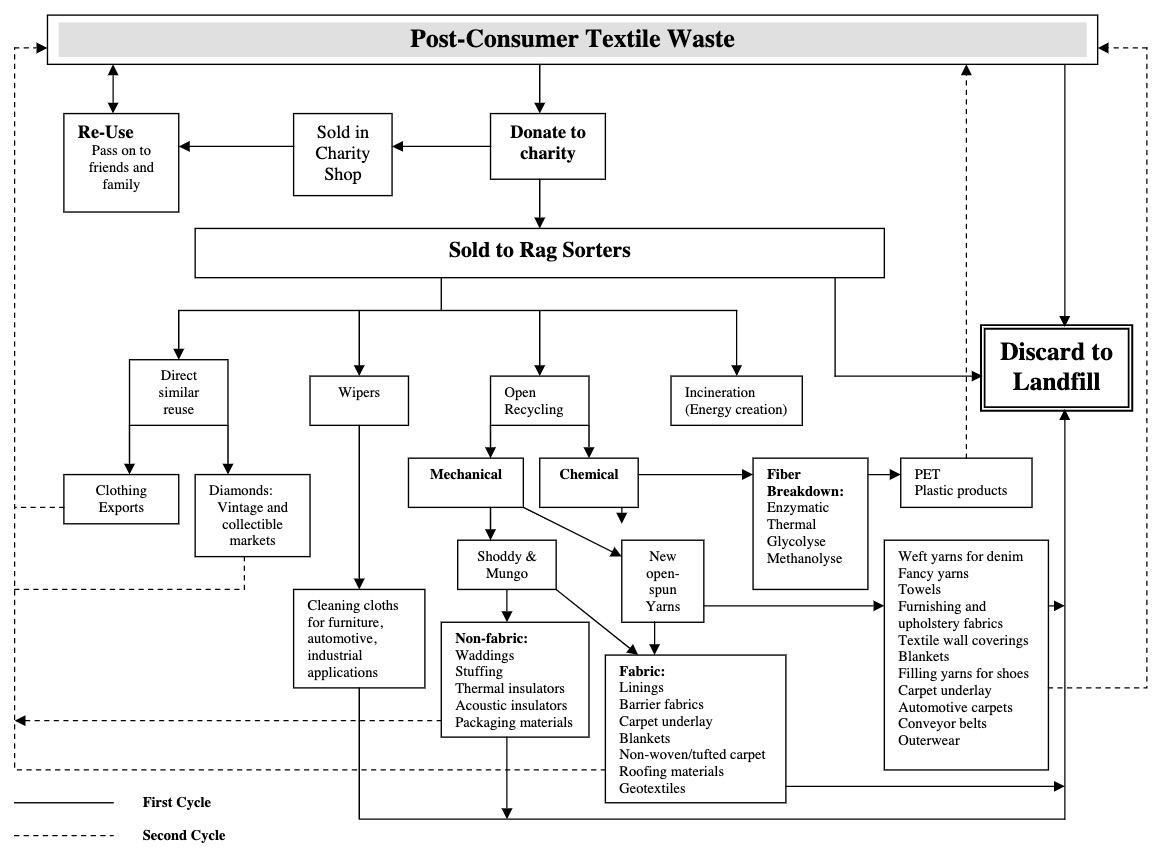 Post-Consumer Textile Waste
Re-Use
Pass on to
friends and
family
Sold in
Charity
Shop
Donate to
charity
Sold to Rag Sorters
Discard to
Landfill
Direct
similar
reuse
Wipers
Open
Recycling
Incineration
(Energy creation)
Clothing
Exports
Diamonds:
Vintage and
collectible
markets
Mechanical
Chemical
Fiber
Breakdown:
Enzymatic
Thermal
Glycolyse
Methanolyse
PET
Plastic products
Shoddy &
Mungo
New
open-
spun
Yarns
Weft yarns for denim
Fancy yarns
Towels
Furnishing and
upholstery fabrics
Textile wall coverings
Blankets
Filling yarns for shoes
Carpet underlay
Automotive carpets
Conveyor belts
Outerwear
Cleaning cloths
for furniture,
automotive,
industrial
applications
Non-fabric:
Waddings
Stuffing
Thermal insulators
Acoustic insulators
Packaging materials
Fabric:
Linings
Barrier fabrics
Carpet underlay
Blankets
Non-woven/tufted carpet
Roofing materials
Geotextiles
First Cycle
Second Cycle